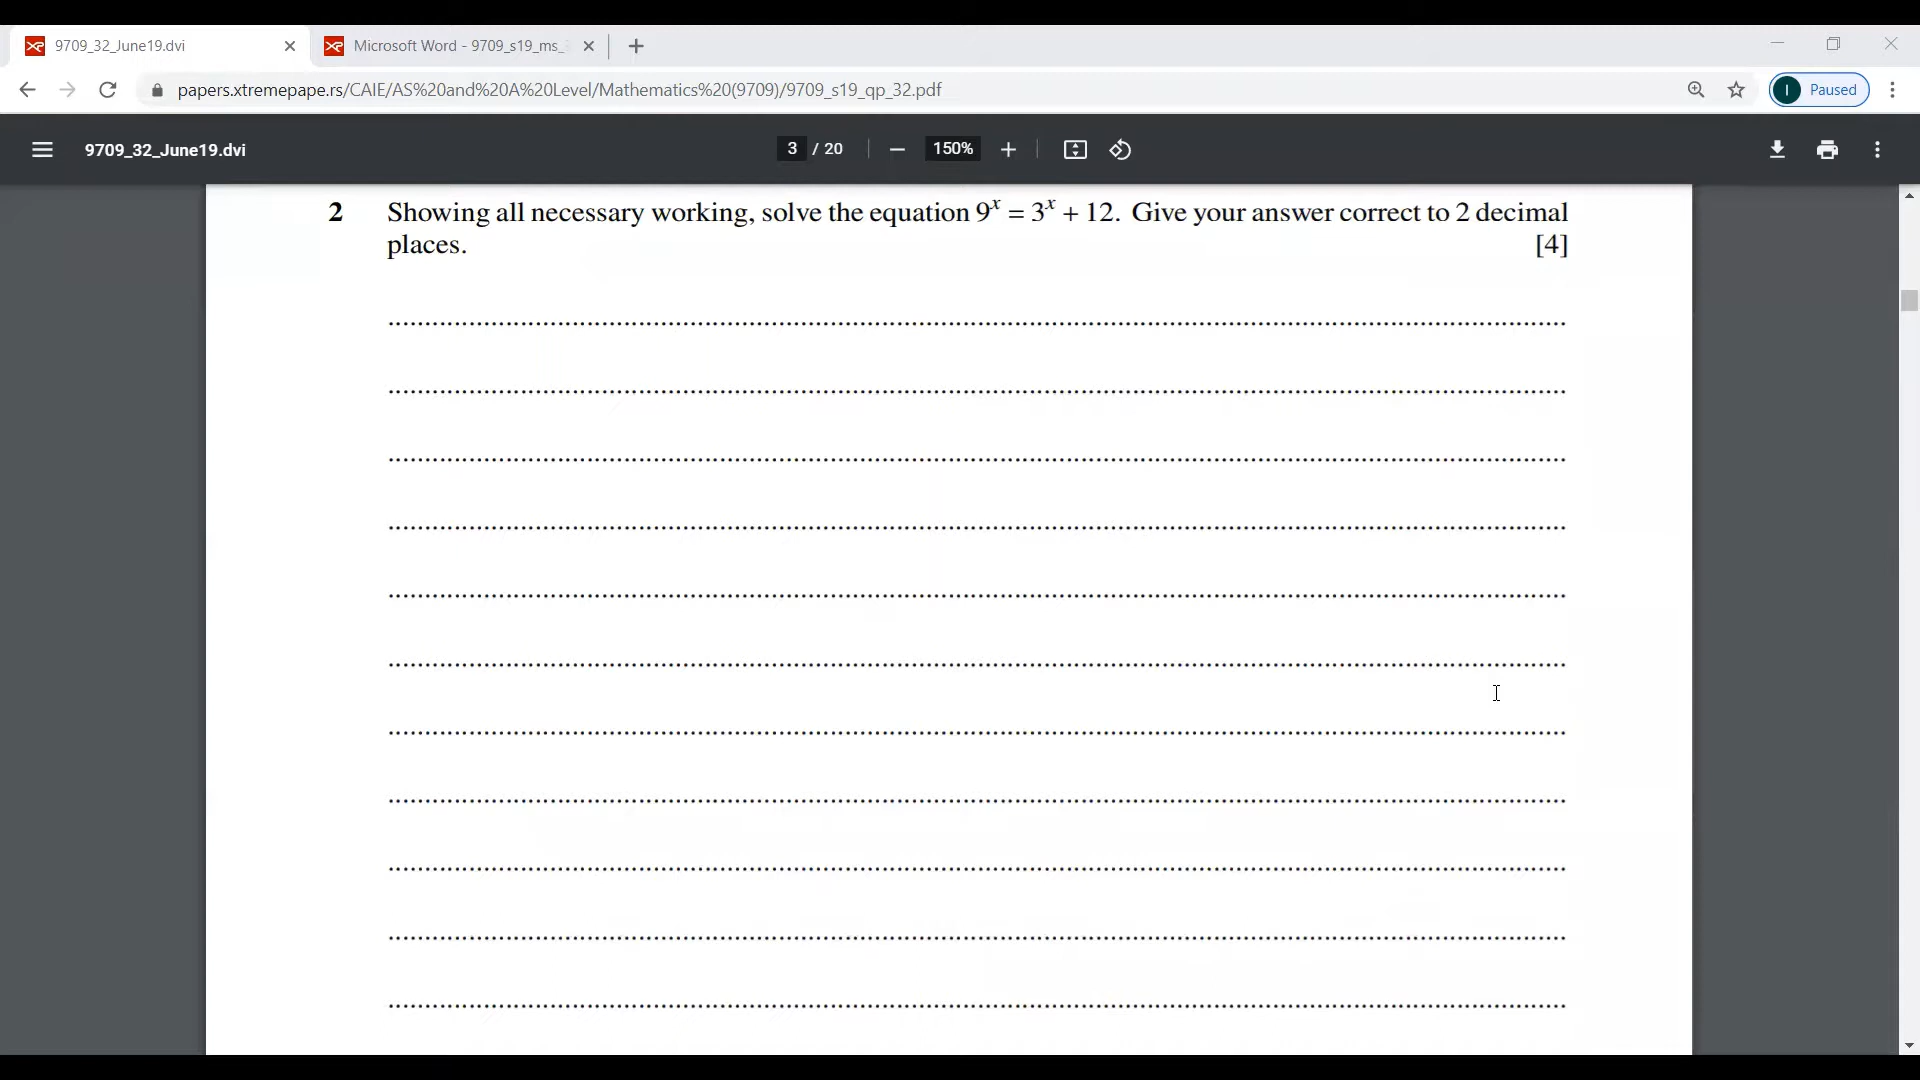 9709_32_June19.dvi
Microsoft Word - 9709_s19_ms_
papers.xtremepape.rs/CAIE/AS%20and%20A%20Level/Mathematics%20(9709)/9709_s19_qp_32.pdf
I Paused
9709_32_June19.dvi
3 / 20
150%
2 Showing all necessary working, solve the equation 9ˣ = 3ˣ + 12. Give your answer correct to 2 decimal
places. [4]